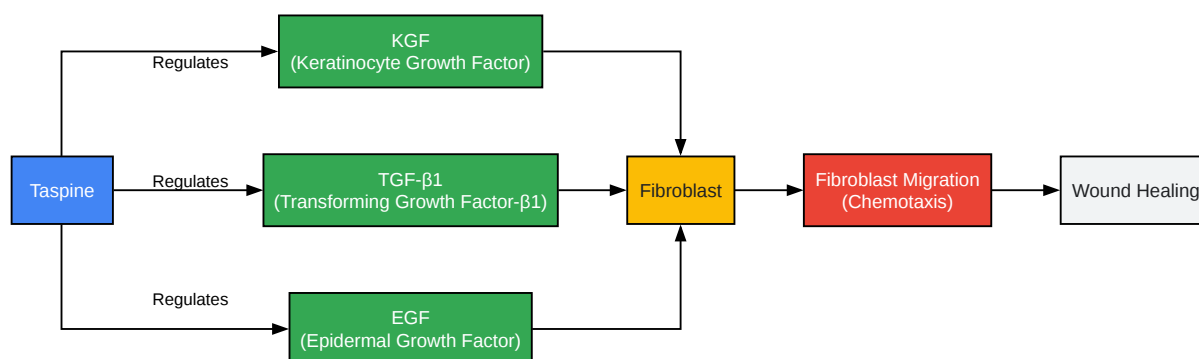 KGF
(Keratinocyte Growth Factor)
Regulates
Taspine
Regulates
TGF-β1
(Transforming Growth Factor-β1)
Fibroblast
Fibroblast Migration
(Chemotaxis)
Wound Healing
Regulates
EGF
(Epidermal Growth Factor)